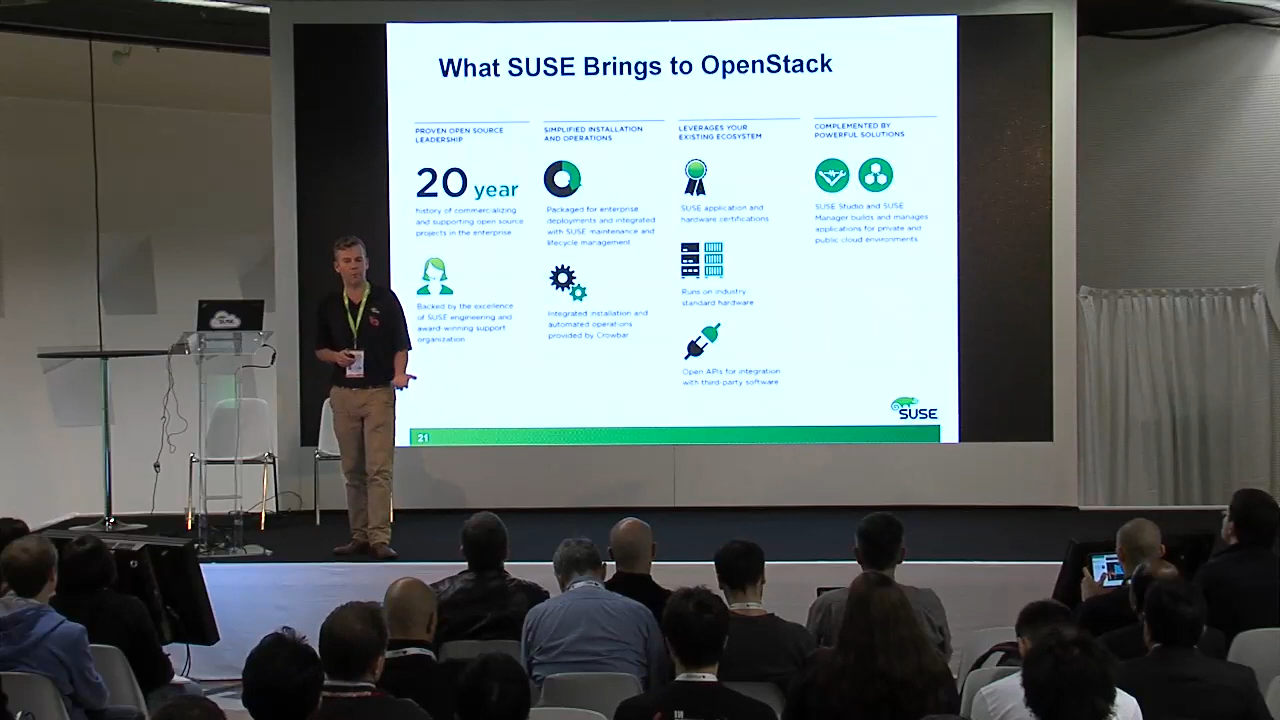 What SUSE Brings to OpenStack
PROVEN OPEN SOURCE
LEADERSHIP
20 year
history of commercializing
and supporting open source
projects in the enterprise
Backed by the excellence
of SUSE engineering and
award-winning support
organization
SIMPLIFIED INSTALLATION
AND OPERATIONS
Packaged for enterprise
deployments and integrated
with SUSE maintenance and
lifecycle management
Integrated installation and
automated operations
provided by Crowbar
LEVERAGES YOUR
EXISTING ECOSYSTEM
SUSE application and
hardware certifications
Runs on industry
standard hardware
Open APIs for integration
with third-party software
COMPLEMENTED BY
POWERFUL SOLUTIONS
SUSE Studio and SUSE
Manager builds and manages
applications for private and
public cloud environments
SUSE
21
SUSE